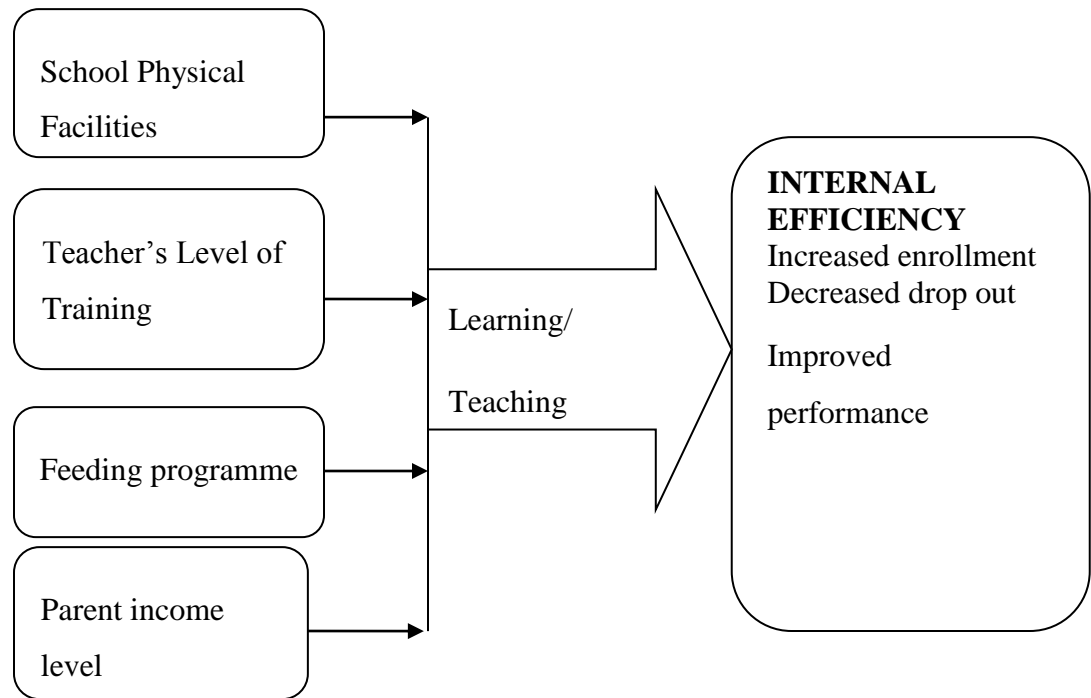 School Physical
Facilities
Teacher's Level of
Training
Feeding programme
Parent income
level
Learning/
Teaching
INTERNAL
EFFICIENCY
Increased enrollment
Decreased drop out
Improved
performance